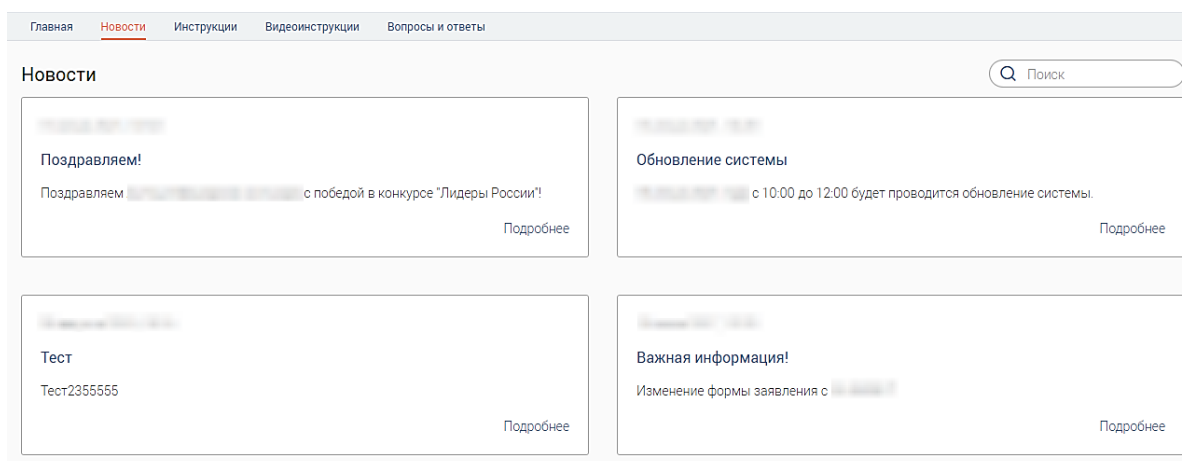 Главная Новости Инструкции Видеоинструкции Вопросы и ответы
Новости
Поиск
Поздравляем!
Поздравляем с победой в конкурсе "Лидеры России"!
Подробнее
Обновление системы
с 10:00 до 12:00 будет проводится обновление системы.
Подробнее
Тест
Тест2355555
Подробнее
Важная информация!
Изменение формы заявления с
Подробнее